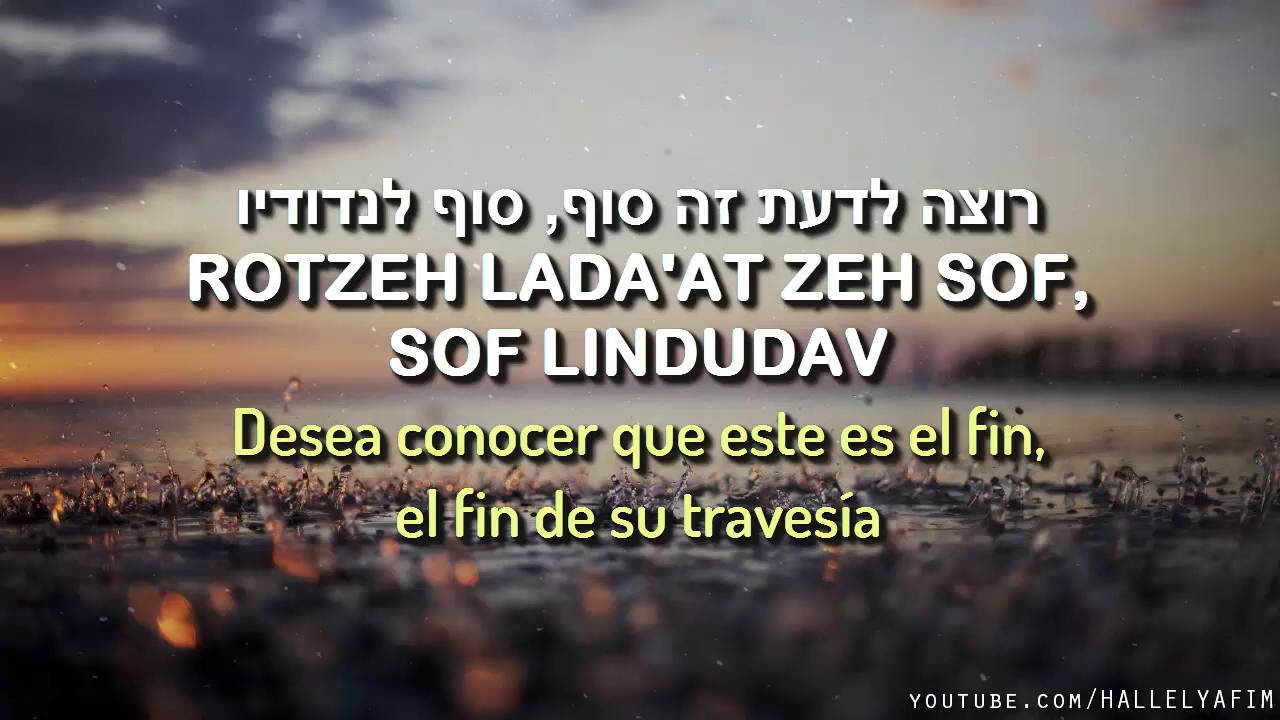 רוצה לדעת זה סוף, סוף לנדודיו
ROTZEH LADA'AT ZEH SOF,
SOF LINDUDAV
Desea conocer que este es el fin,
el fin de su travesía
YOUTUBE.COM/HALLELYAFIM